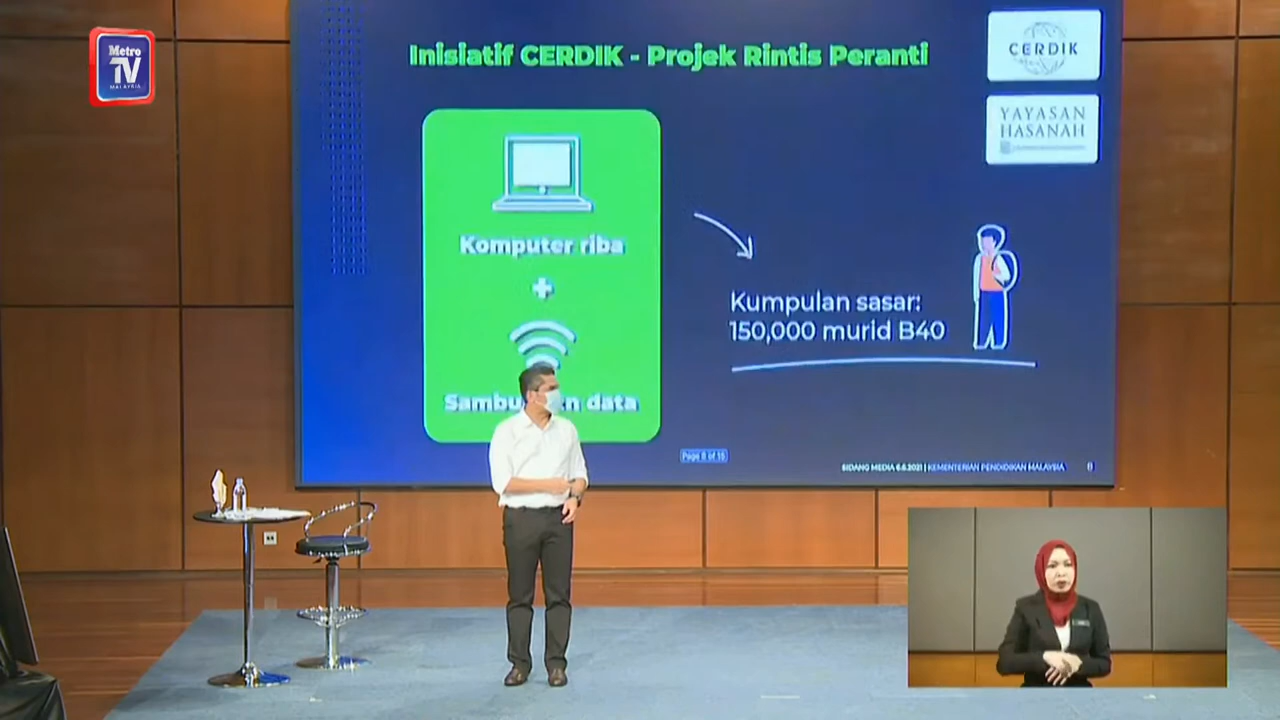 Metro
TV
MALAYSIA
Inisiatif CERDIK - Projek Rintis Peranti
CERDIK
YAYASAN
HASANAH
Komputer riba
+
Kumpulan sasar:
150,000 murid B40
data
Page 8 of 15
SIDANG MEDIA 6.6.2021 | KEMENTERIAN PENDIDIKAN MALAYSIA
8